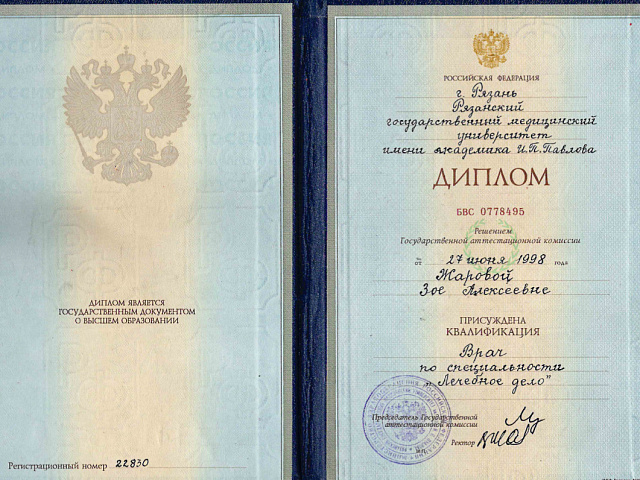 ДИПЛОМ ЯВЛЯЕТСЯ
ГОСУДАРСТВЕННЫМ ДОКУМЕНТОМ
О ВЫСШЕМ ОБРАЗОВАНИИ
Регистрационный номер 22830
РОССИЙСКАЯ ФЕДЕРАЦИЯ
г. Рязань
Рязанский
государственный медицинский
университет
имени академика И.П.Павлова
ДИПЛОМ
БВС 0778495
Решением
Государственной аттестационной комиссии
от 27 июня 1998 года
Жаровой
Зое Алексеевне
ПРИСУЖДЕНА
КВАЛИФИКАЦИЯ
Врач
по специальности
"Лечебное дело"
Председатель Государственной
аттестационной комиссии
Ректор